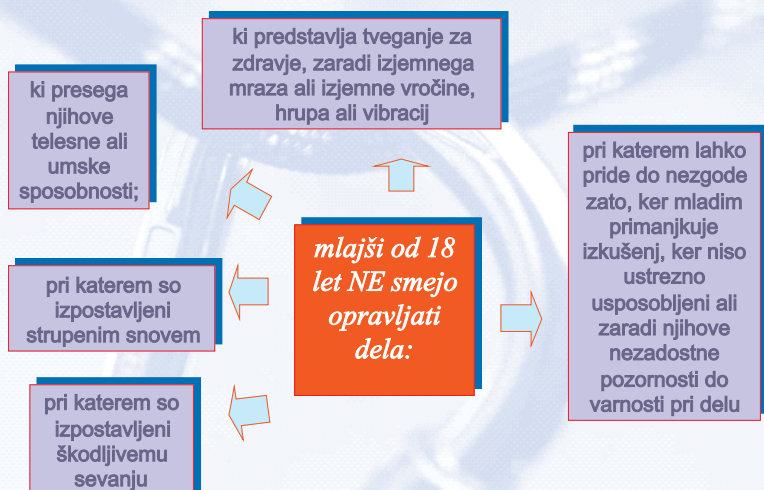 ki predstavlja tveganje za
zdravje, zaradi izjemnega
mraza ali izjemne vročine,
hrupa ali vibracij
ki presega
njihove
telesne ali
umske
sposobnosti;
pri katerem lahko
pride do nezgode
zato, ker mladim
primanjkuje
izkušenj, ker niso
ustrezno
usposobljeni ali
zaradi njihove
nezadostne
pozornosti do
varnosti pri delu
mlajši od 18
let NE smejo
opravljati
dela:
pri katerem so
izpostavljeni
strupenim snovem
pri katerem so
izpostavljeni
škodljivemu
sevanju